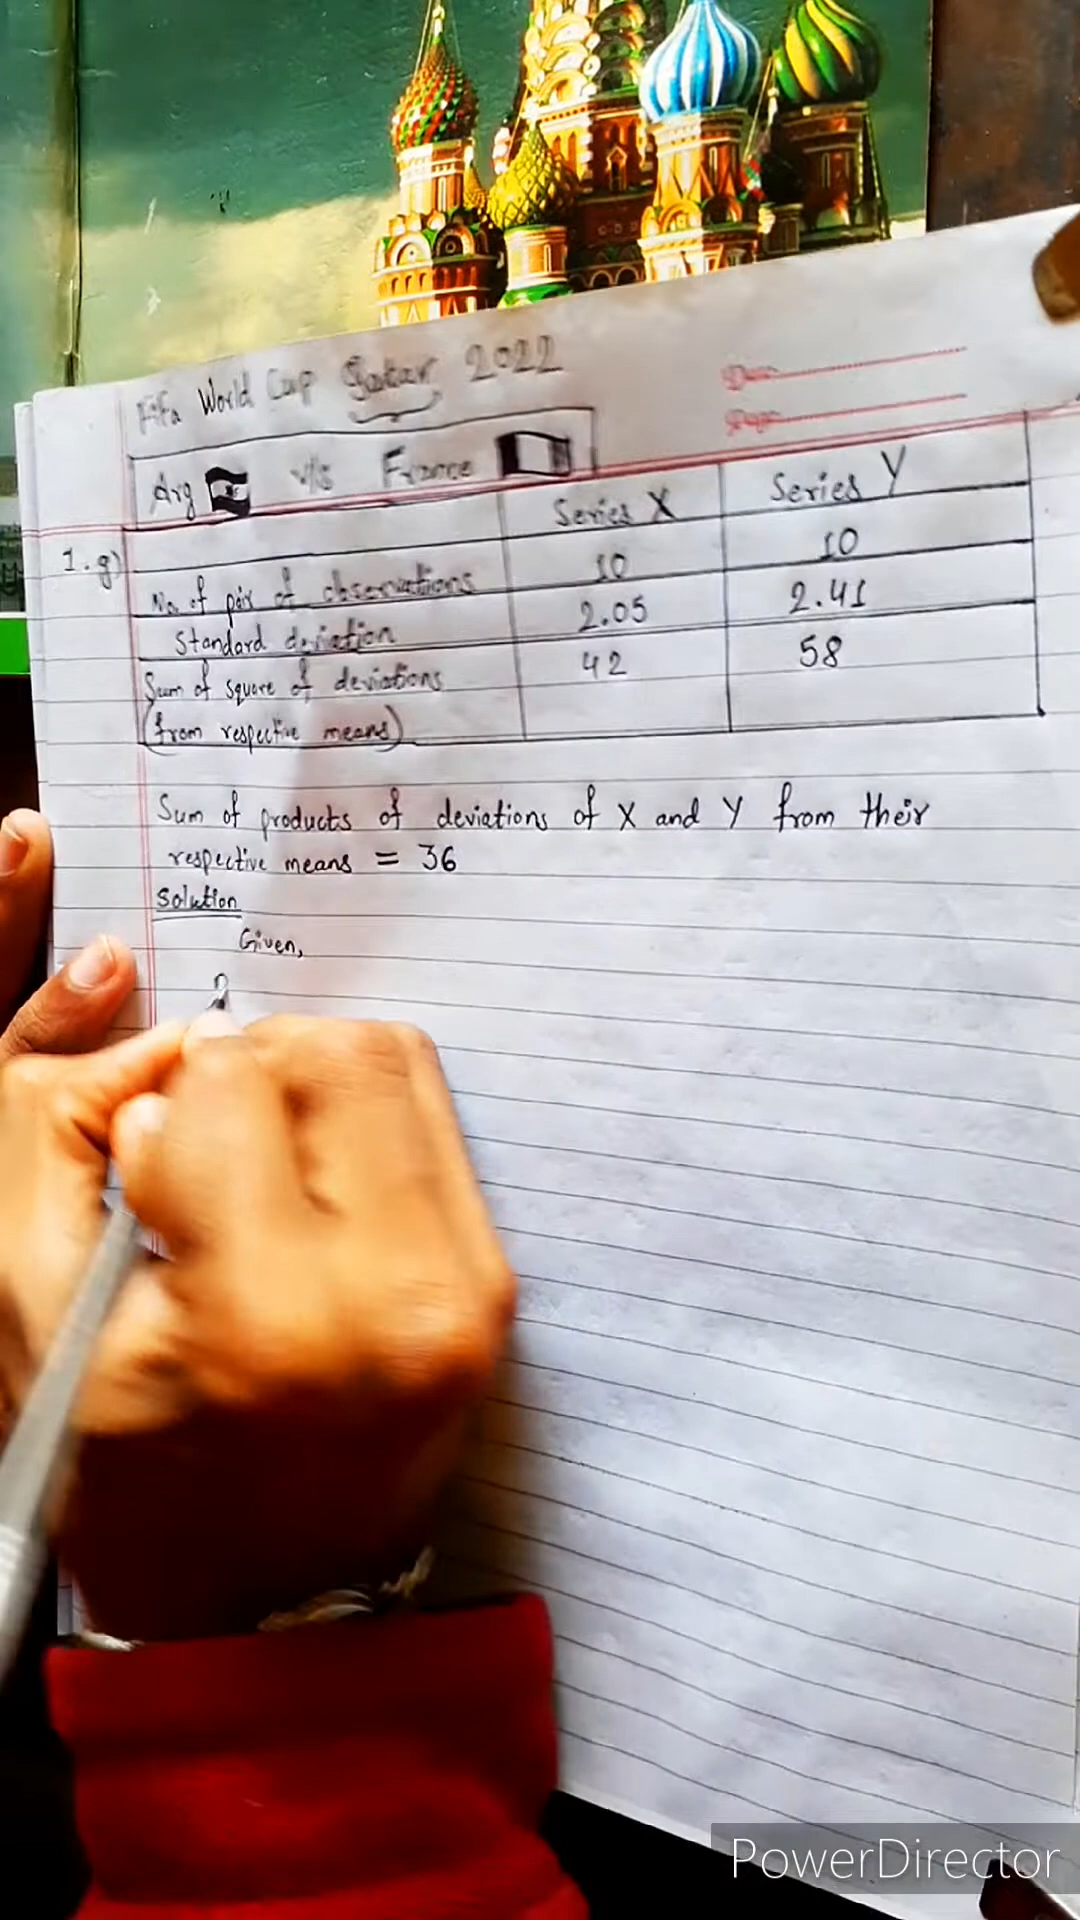 Fifa World Cup Qatar 2022
Date
Page
Arg v/s France
Series X Series Y
1.g)
No. of pair of observations 10 10
Standard deviation 2.05 2.41
Sum of square of deviations 42 58
(from respective means)
Sum of products of deviations of X and Y from their
respective means = 36
Solution
Given,
PowerDirector